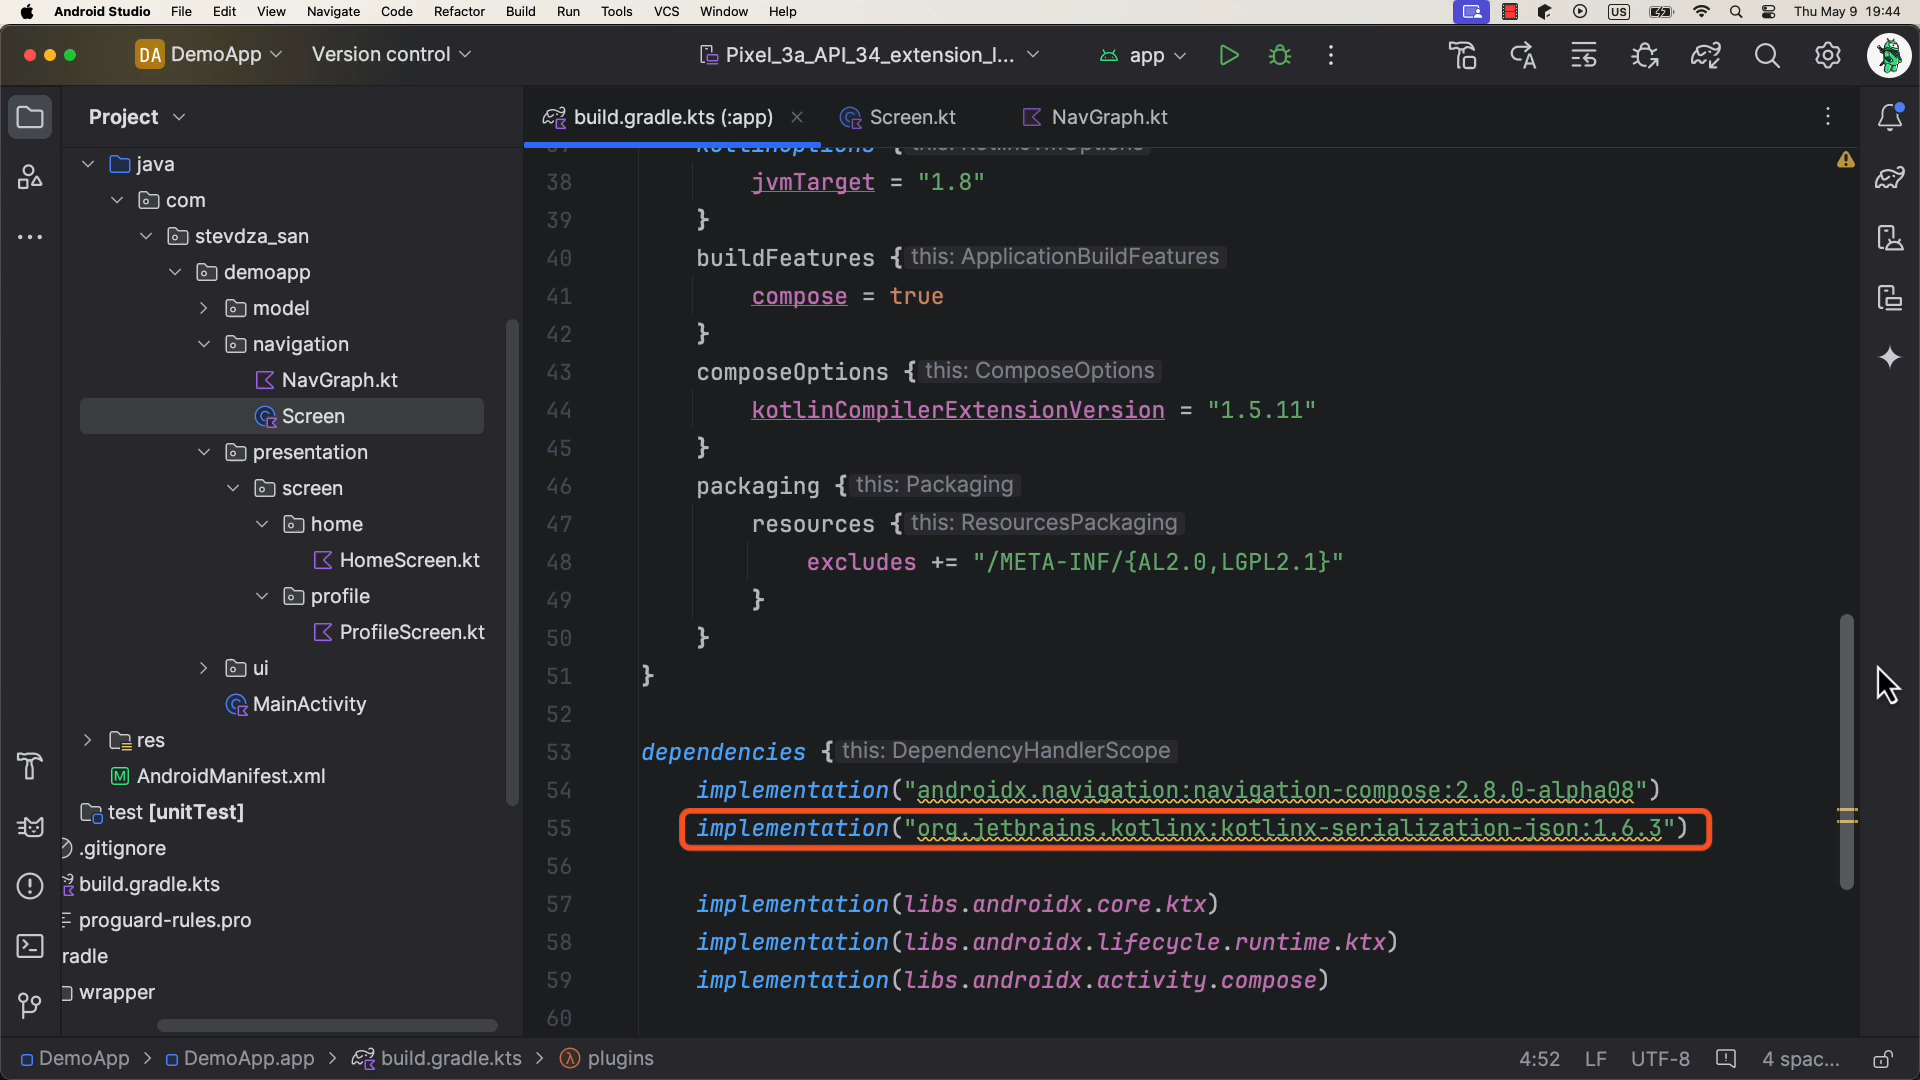 Android Studio File Edit View Navigate Code Refactor Build Run Tools VCS Window Help US Thu May 9 19:44
DA DemoApp Version control Pixel_3a_API_34_extension_l... app
Project
build.gradle.kts (:app) Screen.kt NavGraph.kt
java
com
stevdza_san
demoapp
model
navigation
NavGraph.kt
Screen
presentation
screen
home
HomeScreen.kt
profile
ProfileScreen.kt
ui
MainActivity
res
AndroidManifest.xml
test [unitTest]
.gitignore
build.gradle.kts
proguard-rules.pro
radle
wrapper
37 kotlinOptions { this: KotlinJvmOptions
38 jvmTarget = "1.8"
39 }
40 buildFeatures { this: ApplicationBuildFeatures
41 compose = true
42 }
43 composeOptions { this: ComposeOptions
44 kotlinCompilerExtensionVersion = "1.5.11"
45 }
46 packaging { this: Packaging
47 resources { this: ResourcesPackaging
48 excludes += "/META-INF/{AL2.0,LGPL2.1}"
49 }
50 }
51 }
52
53 dependencies { this: DependencyHandlerScope
54 implementation("androidx.navigation:navigation-compose:2.8.0-alpha08")
55 implementation("org.jetbrains.kotlinx:kotlinx-serialization-json:1.6.3")
56
57 implementation(libs.androidx.core.ktx)
58 implementation(libs.androidx.lifecycle.runtime.ktx)
59 implementation(libs.androidx.activity.compose)
60
DemoApp > DemoApp.app > build.gradle.kts > plugins 4:52 LF UTF-8 4 spac...